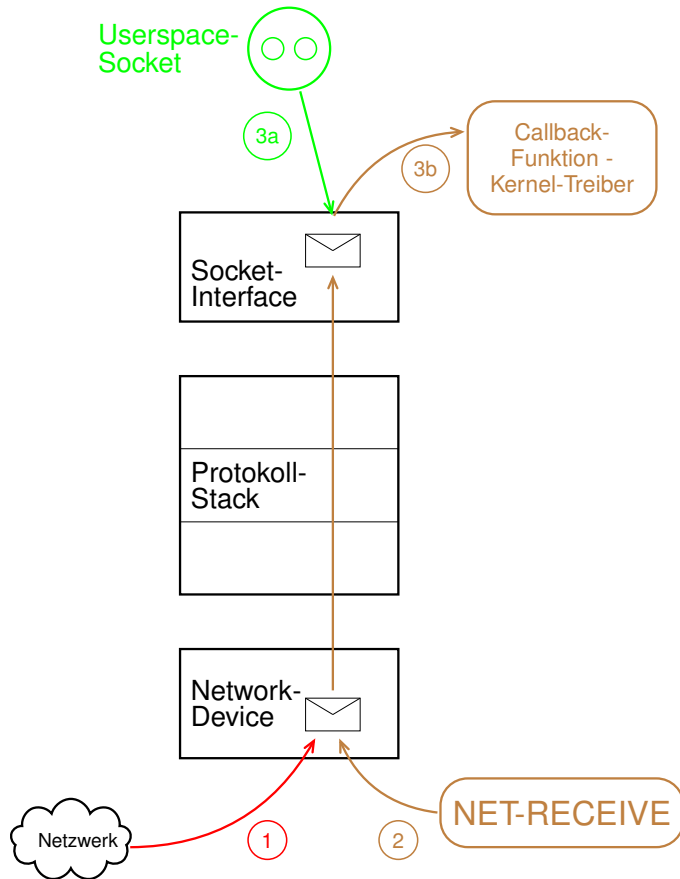 Userspace-
Socket
3a
3b
Callback-
Funktion -
Kernel-Treiber
Socket-
Interface
Protokoll-
Stack
Network-
Device
Netzwerk
1
2
NET-RECEIVE